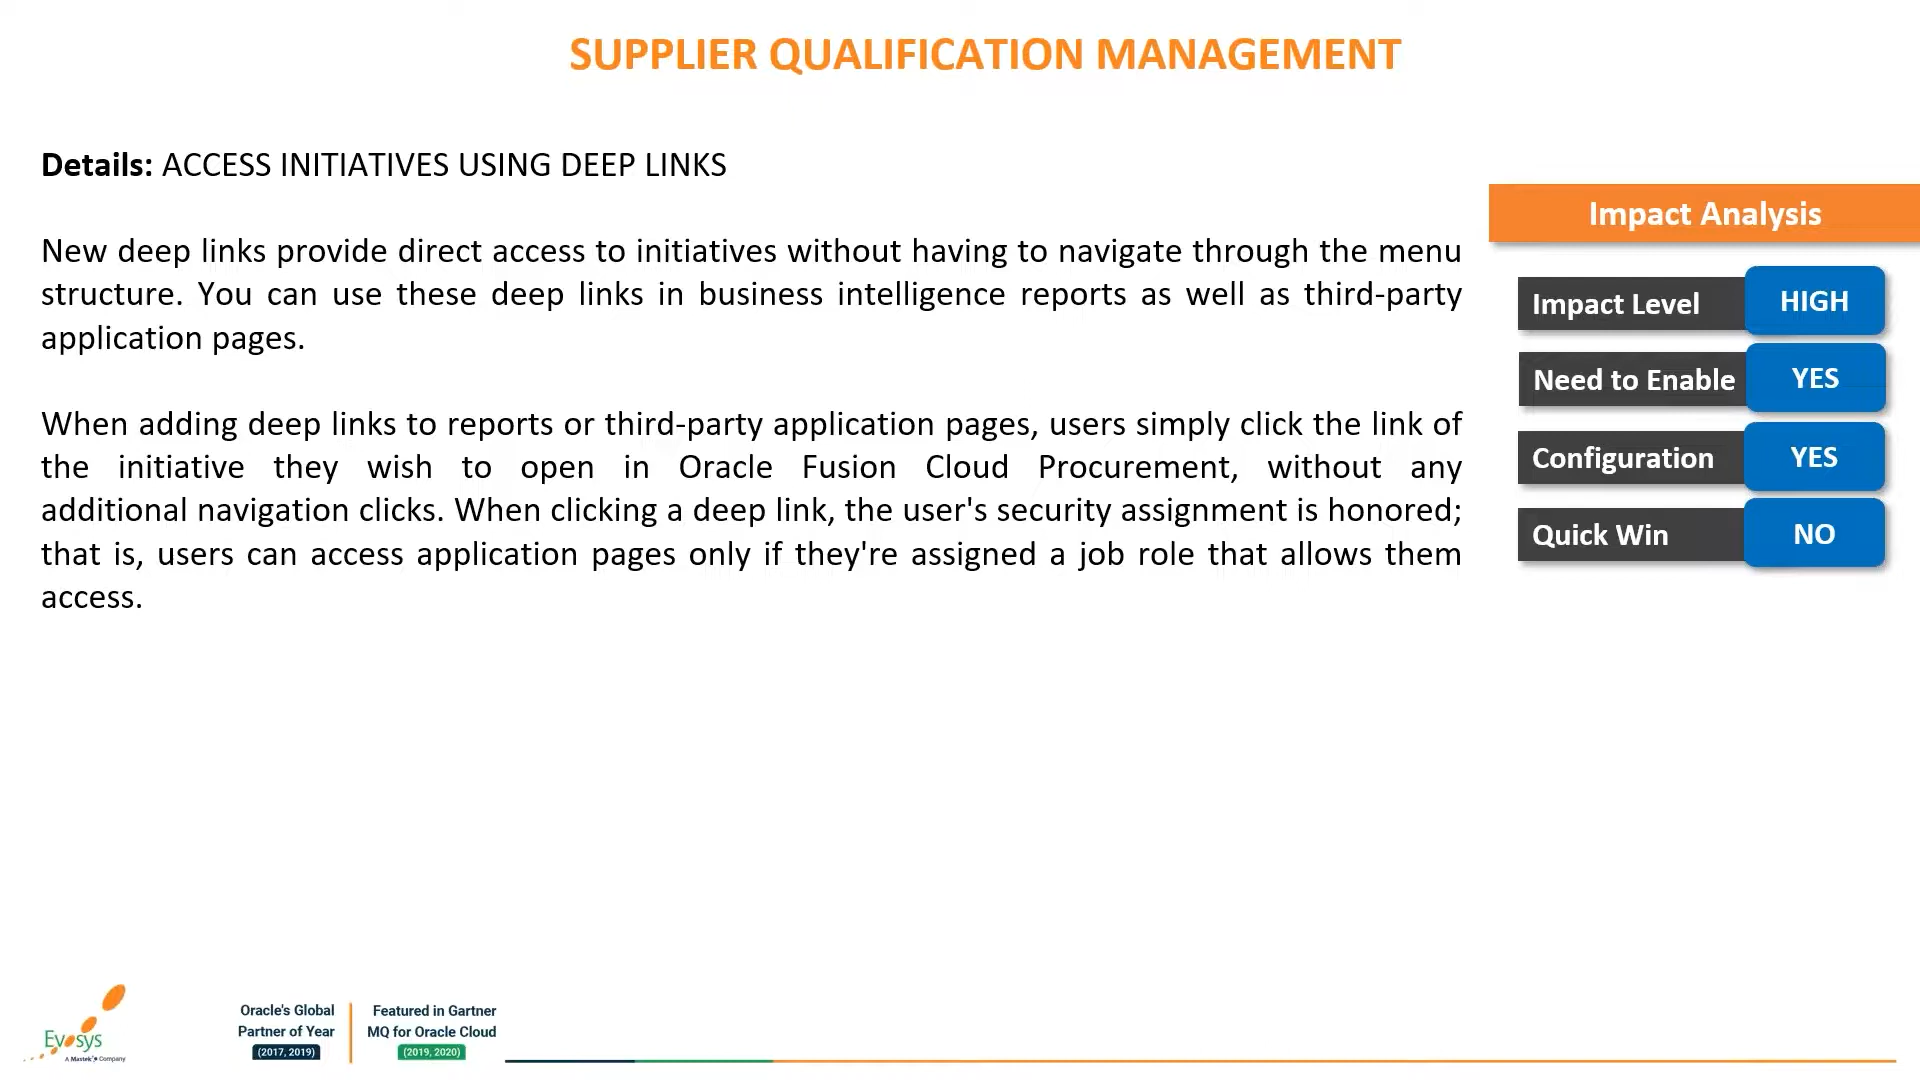 SUPPLIER QUALIFICATION MANAGEMENT
Details: ACCESS INITIATIVES USING DEEP LINKS
New deep links provide direct access to initiatives without having to navigate through the menu
structure. You can use these deep links in business intelligence reports as well as third-party
application pages.
When adding deep links to reports or third-party application pages, users simply click the link of
the initiative they wish to open in Oracle Fusion Cloud Procurement, without any
additional navigation clicks. When clicking a deep link, the user's security assignment is honored;
that is, users can access application pages only if they're assigned a job role that allows them
access.
Impact Analysis
Impact Level HIGH
Need to Enable YES
Configuration YES
Quick Win NO
Evosys
A Mastek Company
Oracle's Global
Partner of Year
(2017, 2019)
Featured in Gartner
MQ for Oracle Cloud
(2019, 2020)